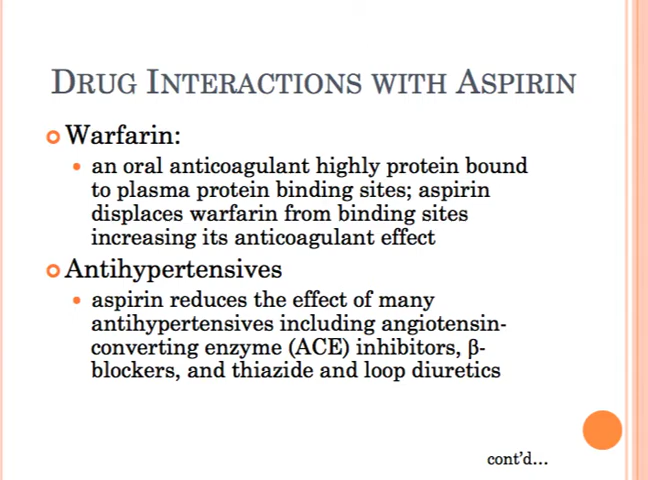 DRUG INTERACTIONS WITH ASPIRIN
Warfarin:
an oral anticoagulant highly protein bound
to plasma protein binding sites; aspirin
displaces warfarin from binding sites
increasing its anticoagulant effect
Antihypertensives
aspirin reduces the effect of many
antihypertensives including angiotensin-
converting enzyme (ACE) inhibitors, β-
blockers, and thiazide and loop diuretics
cont'd...